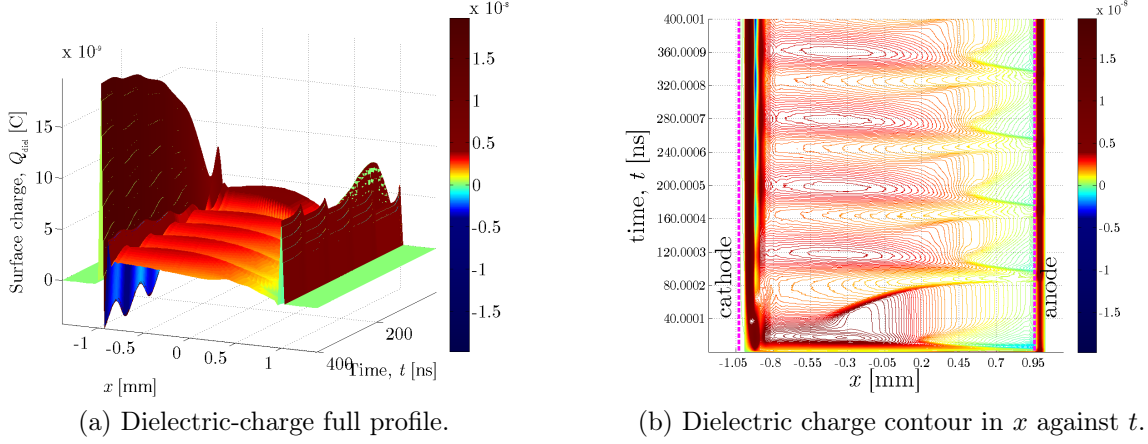 x 10⁻⁸
x 10⁻⁹
Surface charge, Q_diel [C]
15
10
5
0
-1
-0.5
0
0.5
1
400
200
x [mm]
Time, t [ns]
1.5
1
0.5
0
-0.5
-1
-1.5
(a) Dielectric-charge full profile.
x 10⁻⁸
time, t [ns]
400.001
360.0009
320.0008
280.0007
240.0006
200.0005
160.0004
120.0003
80.0002
40.0001
cathode
anode
-1.05 -0.8 -0.55 -0.3 -0.05 0.2 0.45 0.7 0.95
x [mm]
1.5
1
0.5
0
-0.5
-1
-1.5
(b) Dielectric charge contour in x against t.